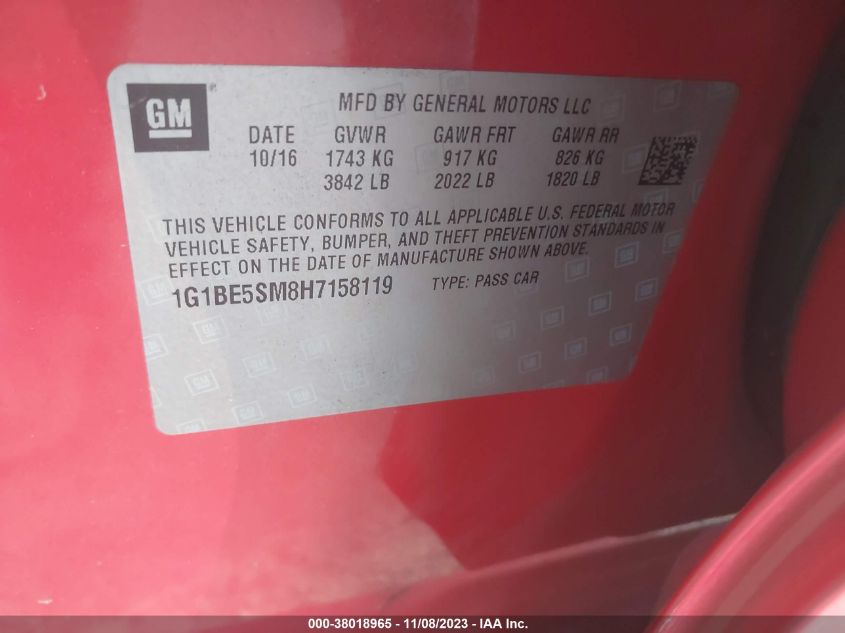 GM®
MFD BY GENERAL MOTORS LLC
DATE GVWR GAWR FRT GAWR RR
10/16 1743 KG 917 KG 826 KG
3842 LB 2022 LB 1820 LB
THIS VEHICLE CONFORMS TO ALL APPLICABLE U.S. FEDERAL MOTOR
VEHICLE SAFETY, BUMPER, AND THEFT PREVENTION STANDARDS IN
EFFECT ON THE DATE OF MANUFACTURE SHOWN ABOVE.
1G1BE5SM8H7158119 TYPE: PASS CAR
000-38018965 - 11/08/2023 - IAA Inc.